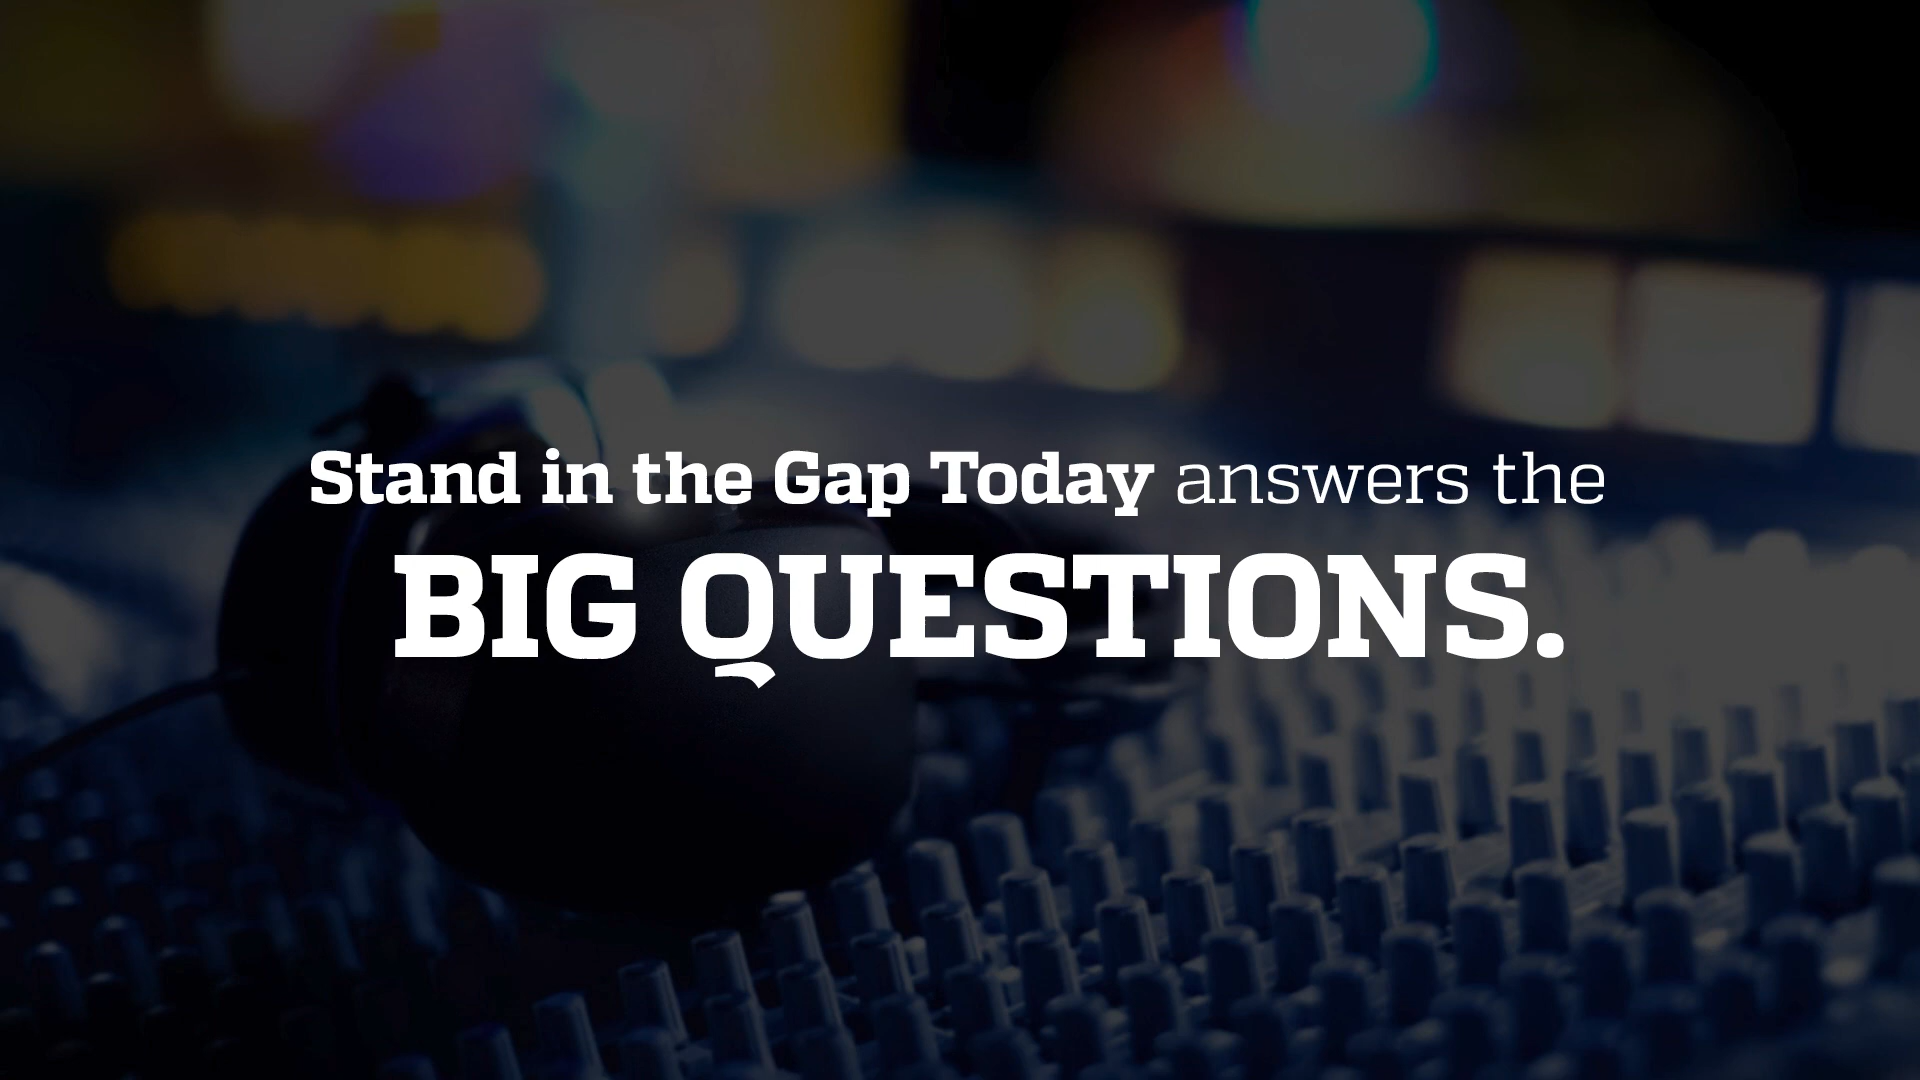 Stand in the Gap Today answers the
BIG QUESTIONS.